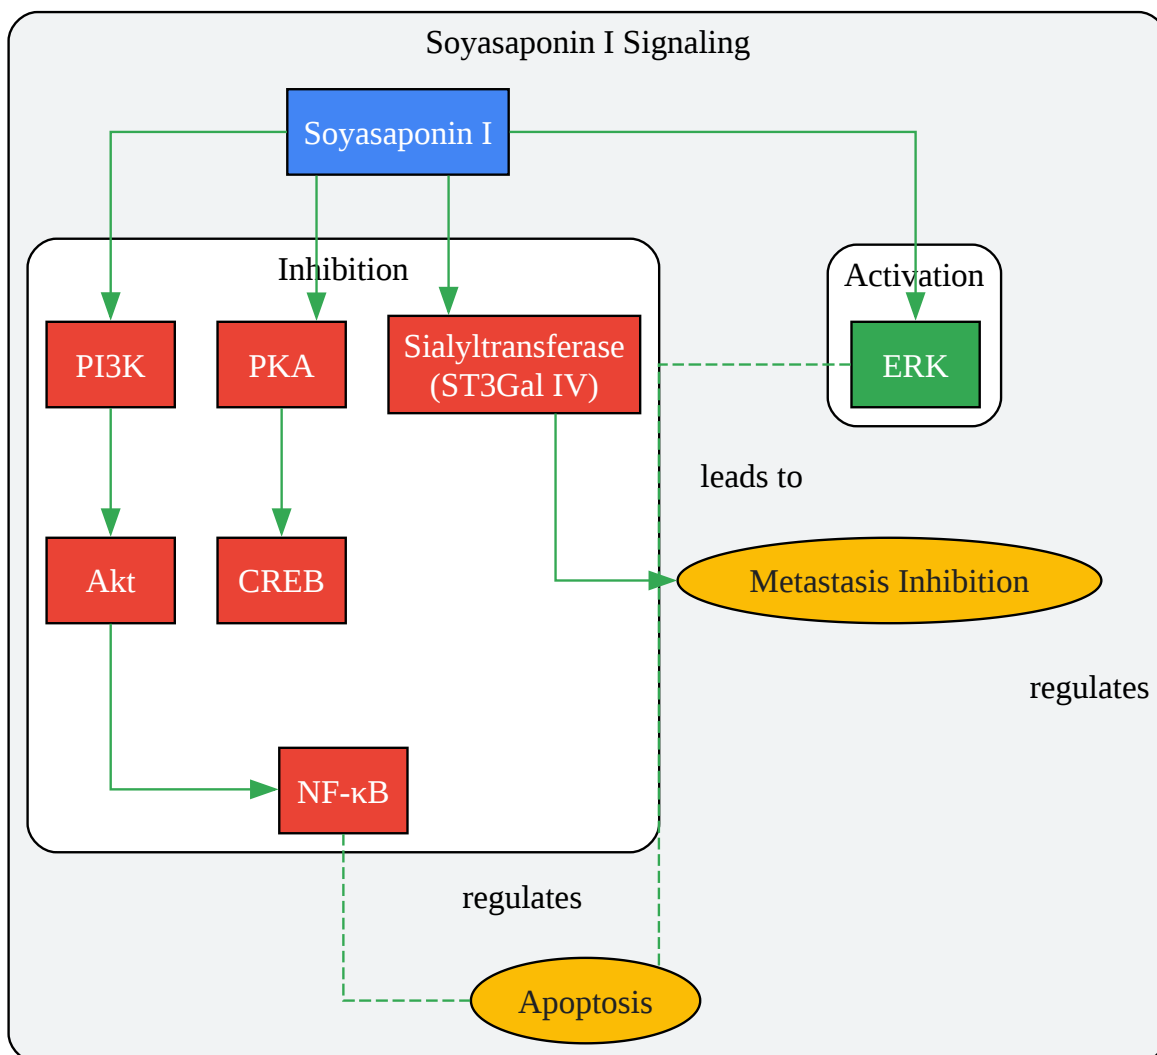 Soyasaponin I Signaling
Soyasaponin I
Inhibition
Activation
PI3K
PKA
Sialyltransferase
(ST3Gal IV)
ERK
leads to
Akt
CREB
Metastasis Inhibition
regulates
NF-κB
regulates
Apoptosis